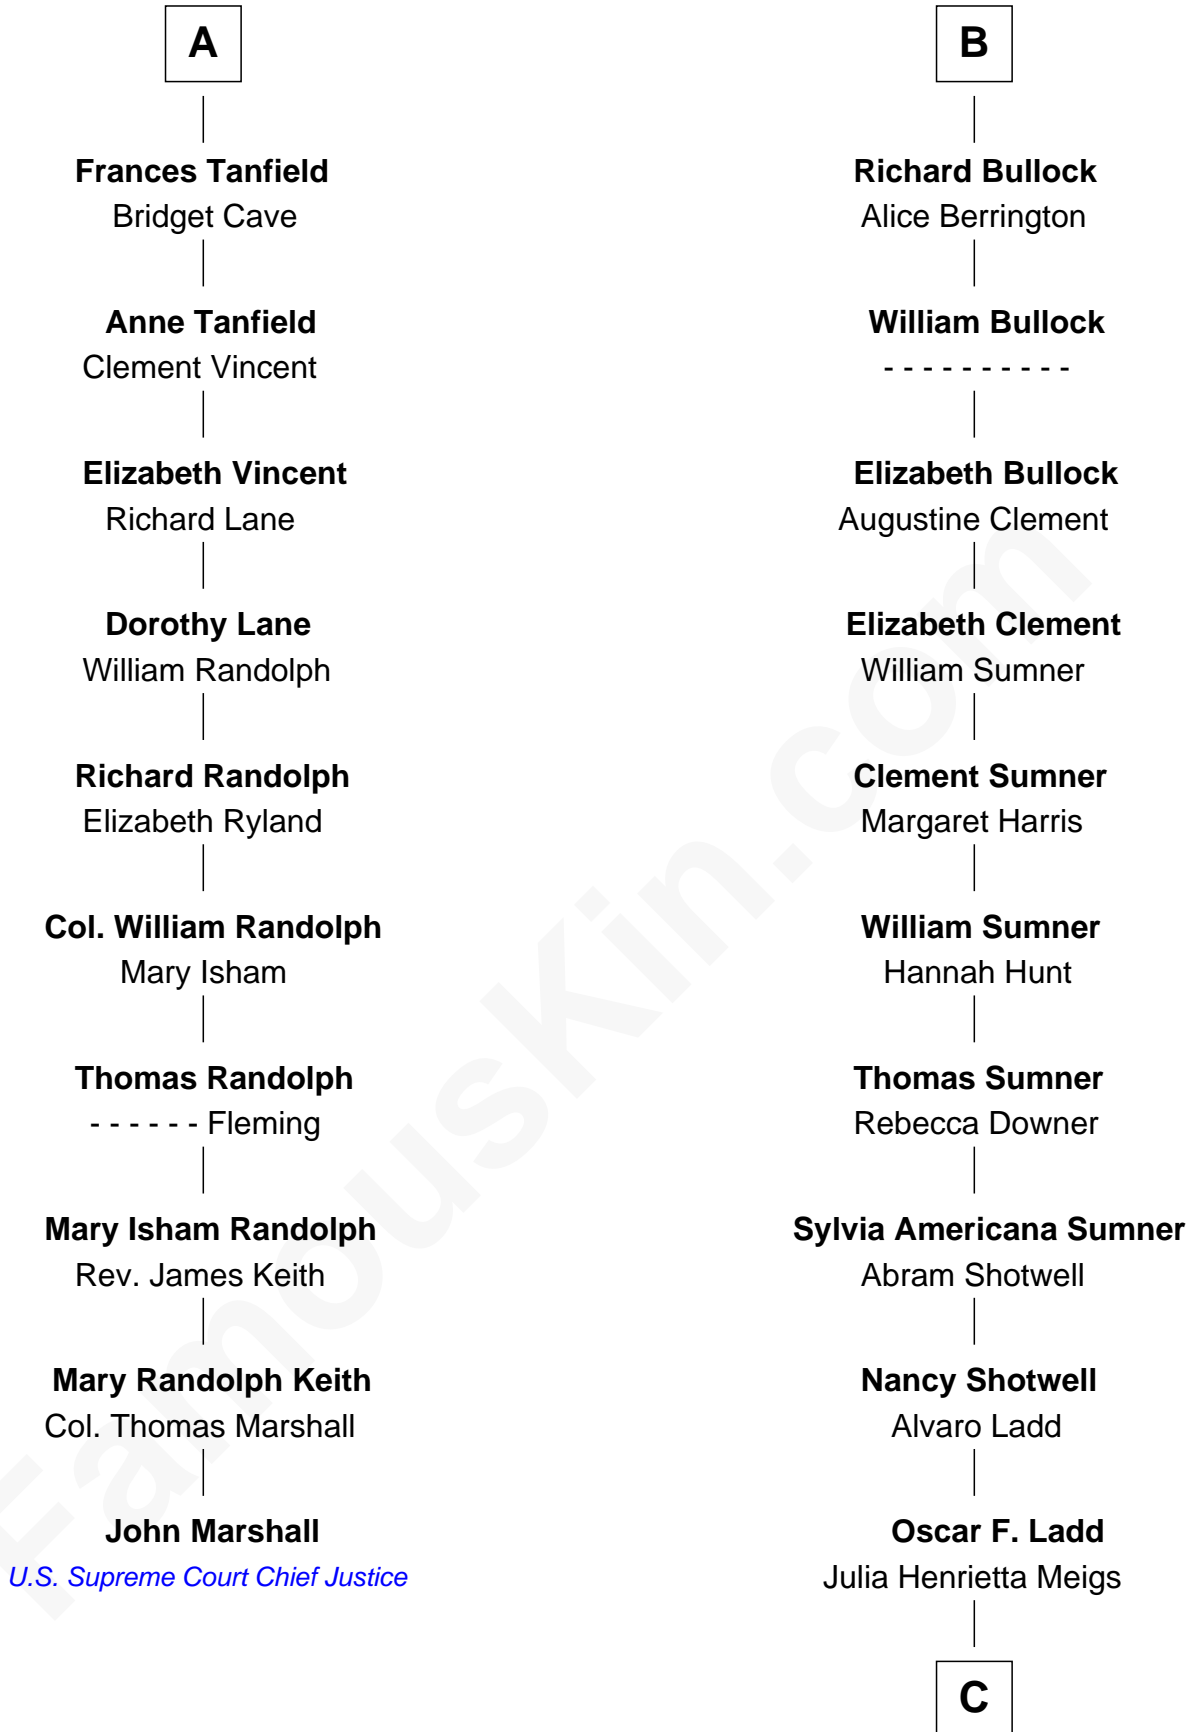 A
Frances Tanfield
Bridget Cave
Anne Tanfield
Clement Vincent
Elizabeth Vincent
Richard Lane
Dorothy Lane
William Randolph
Richard Randolph
Elizabeth Ryland
Col. William Randolph
Mary Isham
Thomas Randolph
- - - - - - Fleming
Mary Isham Randolph
Rev. James Keith
Mary Randolph Keith
Col. Thomas Marshall
John Marshall
U.S. Supreme Court Chief Justice
B
Richard Bullock
Alice Berrington
William Bullock
- - - - - - - - - -
Elizabeth Bullock
Augustine Clement
Elizabeth Clement
William Sumner
Clement Sumner
Margaret Harris
William Sumner
Hannah Hunt
Thomas Sumner
Rebecca Downer
Sylvia Americana Sumner
Abram Shotwell
Nancy Shotwell
Alvaro Ladd
Oscar F. Ladd
Julia Henrietta Meigs
C
FamousKin.com